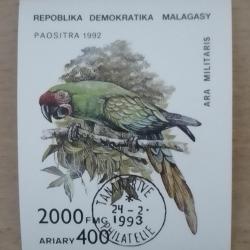 REPOBLIKA DEMOKRATIKA MALAGASY
PAOSITRA 1992
ARA MILITARIS
2000 FMG
ARIARY 400
TANANARIVE
24-2-
1993
PHILATELIE